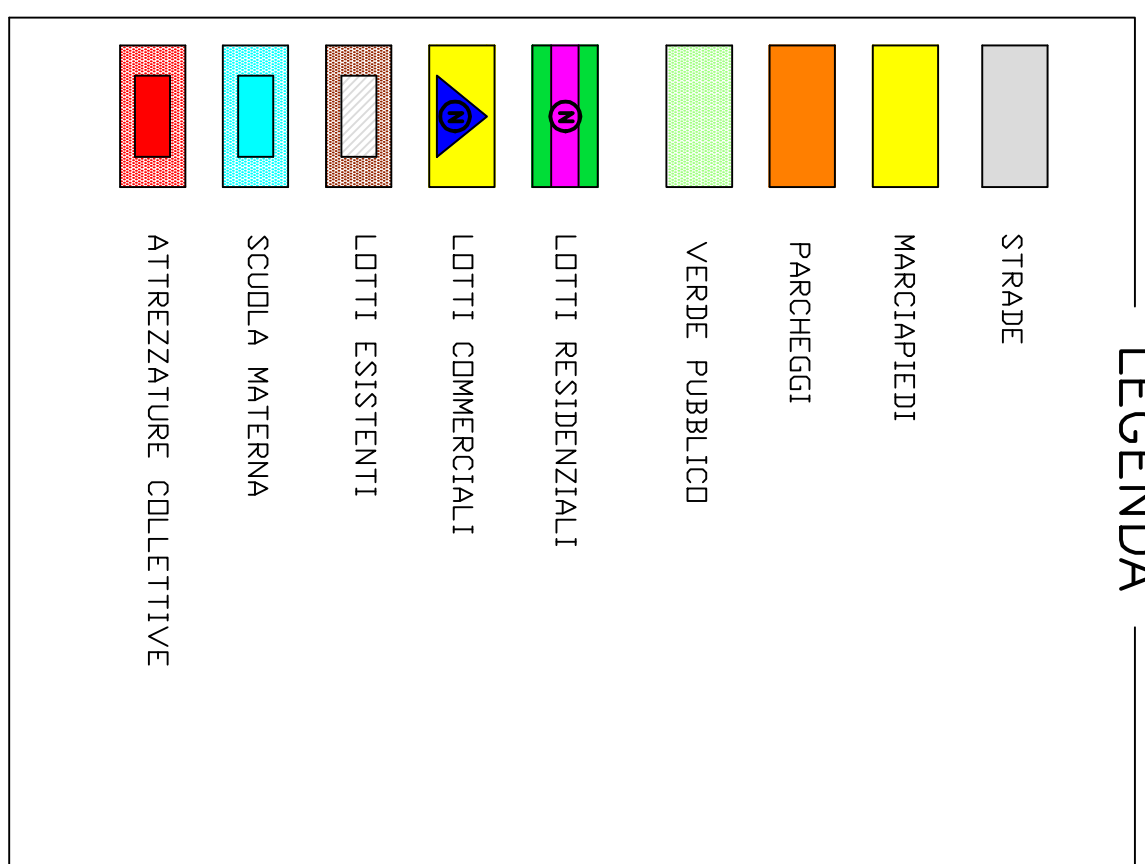 LEGENDA
STRADE
MARCIAPIEDI
PARCHEGGI
VERDE PUBBLICO
N
LOTTI RESIDENZIALI
N
LOTTI COMMERCIALI
LOTTI ESISTENTI
SCUOLA MATERNA
ATTREZZATURE COLLETTIVE